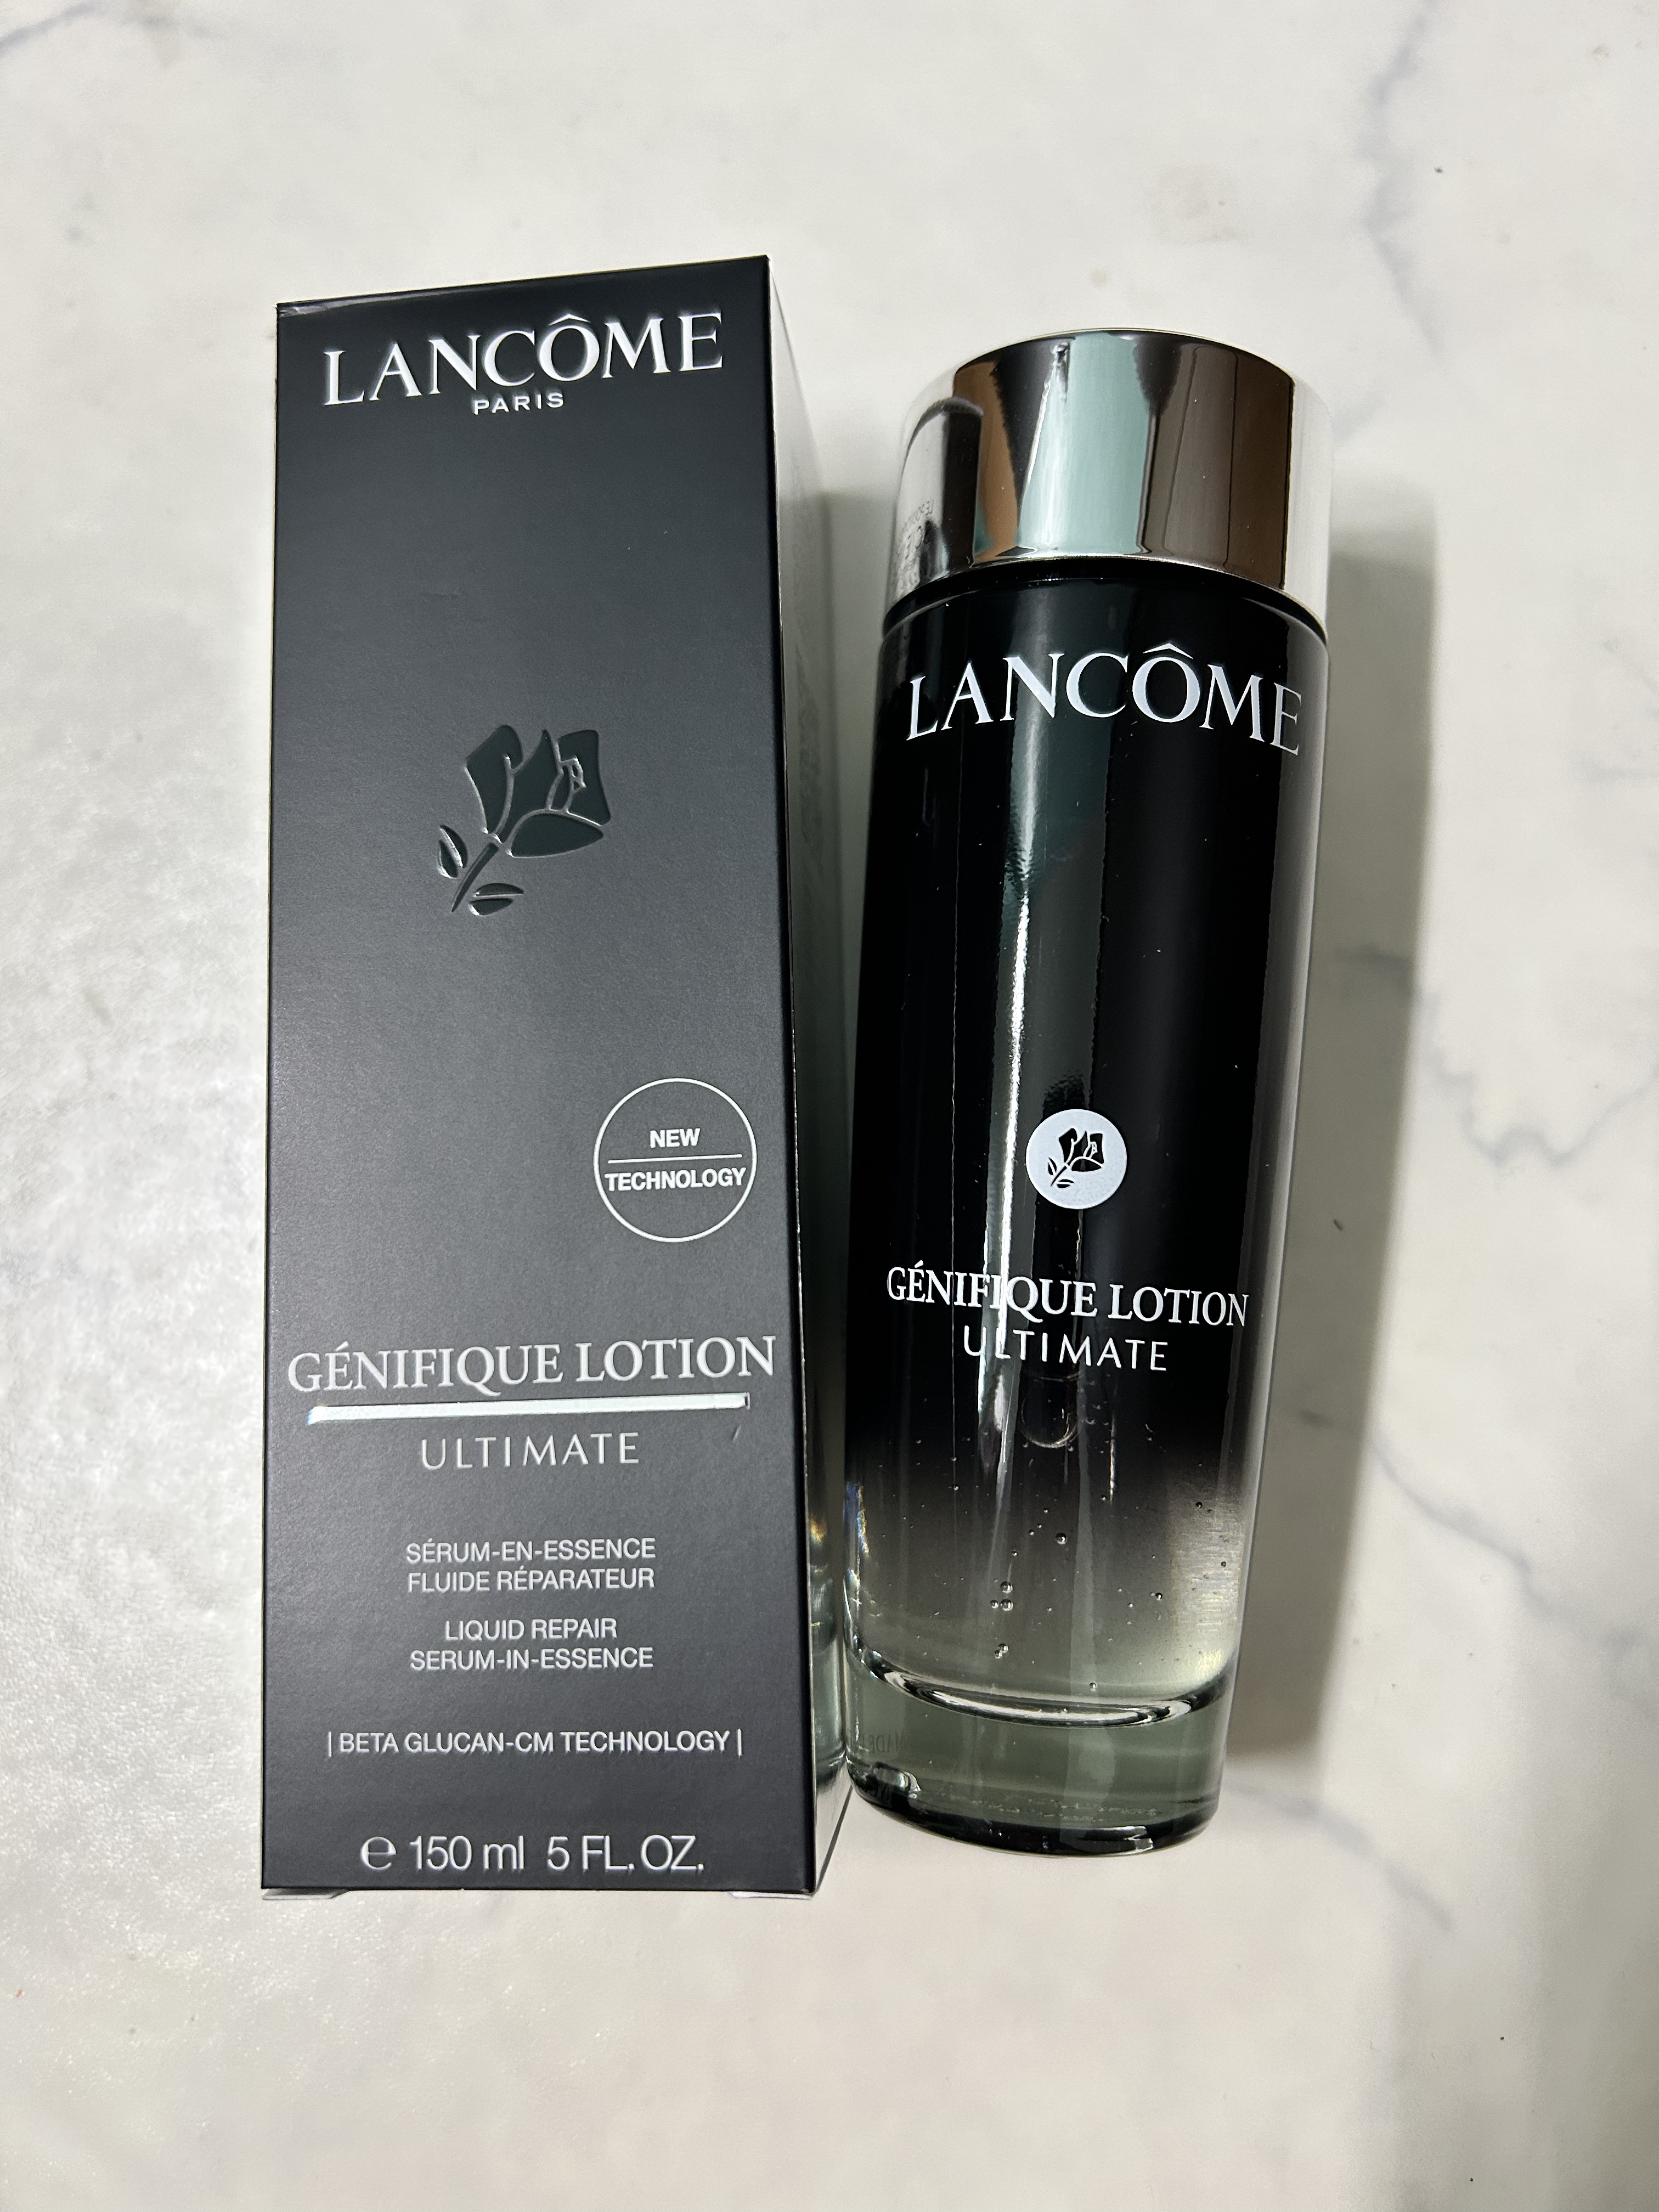 LANCÔME
PARIS
NEW
TECHNOLOGY
GÉNIFIQUE LOTION
ULTIMATE
SÉRUM-EN-ESSENCE
FLUIDE RÉPARATEUR
LIQUID REPAIR
SERUM-IN-ESSENCE
| BETA GLUCAN-CM TECHNOLOGY |
℮ 150 ml 5 FL. OZ.
LANCÔME
GÉNIFIQUE LOTION
ULTIMATE